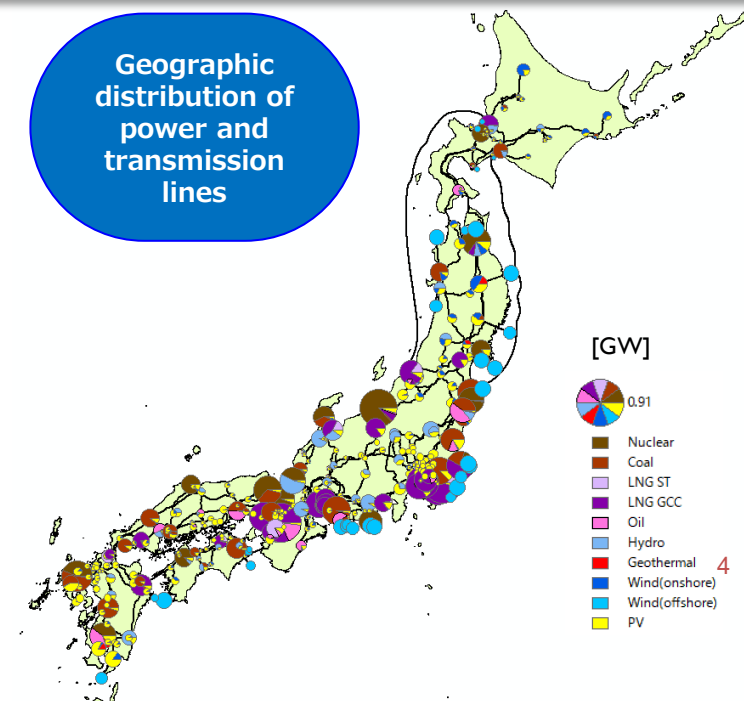 Geographic
distribution of
power and
transmission
lines
[GW]
0.91
Nuclear
Coal
LNG ST
LNG GCC
Oil
Hydro
Geothermal
4
Wind(onshore)
Wind(offshore)
PV